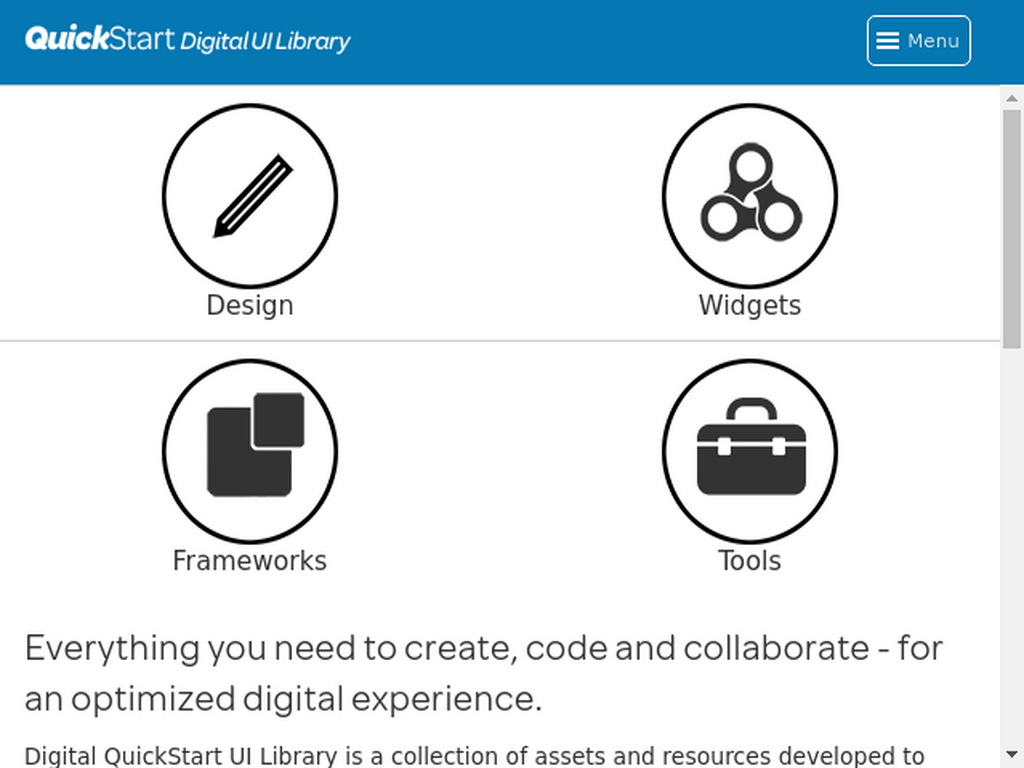 QuickStart Digital UI Library
Menu
Design
Widgets
Frameworks
Tools
Everything you need to create, code and collaborate - for
an optimized digital experience.
Digital QuickStart UI Library is a collection of assets and resources developed to